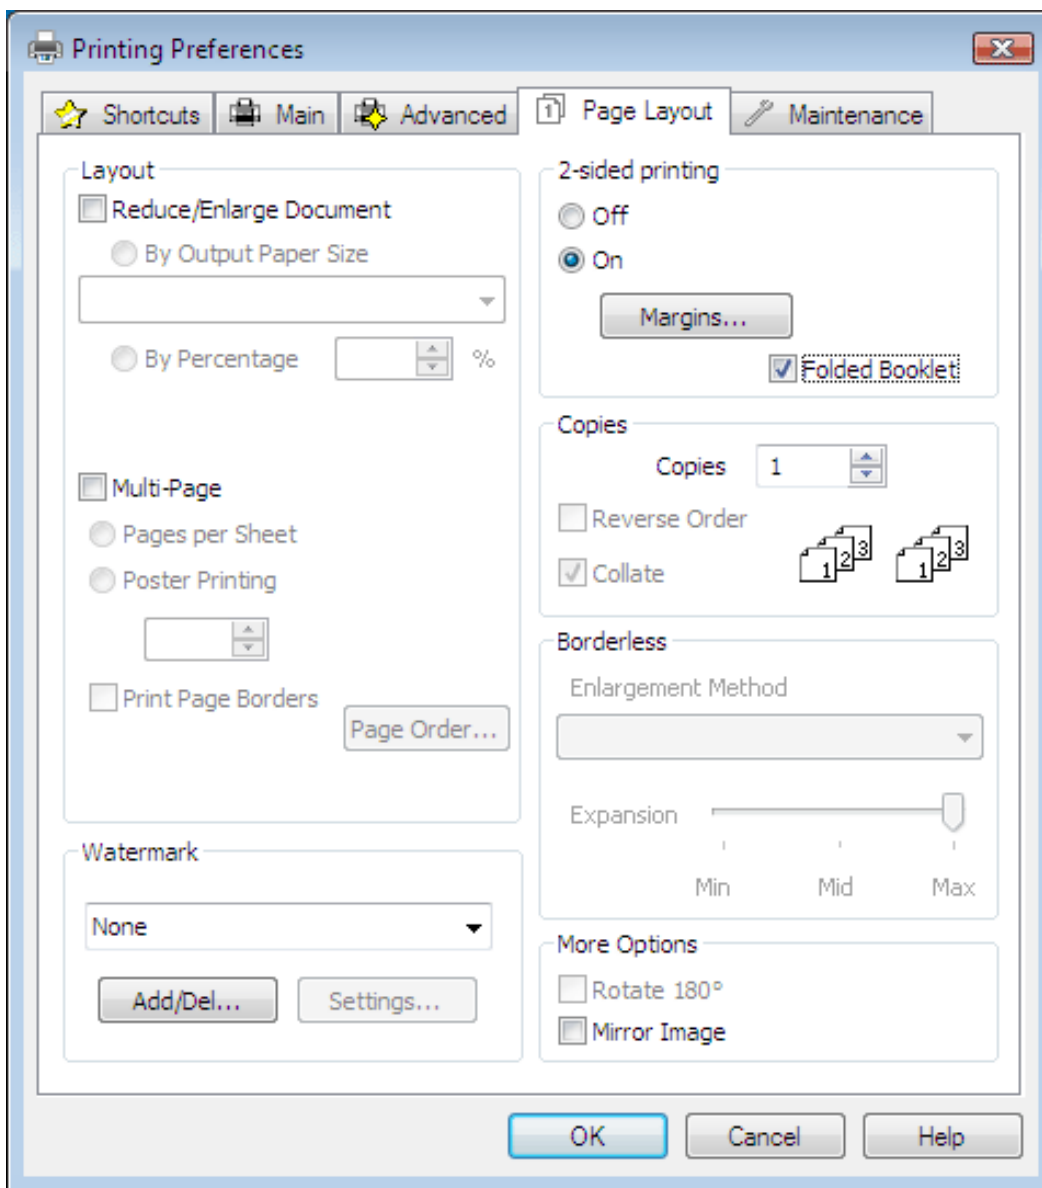 Printing Preferences
Shortcuts
Main
Advanced
1
Page Layout
Maintenance
Layout
Reduce/Enlarge Document
By Output Paper Size
By Percentage
%
Multi-Page
Pages per Sheet
Poster Printing
Print Page Borders
Page Order...
Watermark
None
Add/Del...
Settings...
2-sided printing
Off
On
Margins...
Folded Booklet
Copies
Copies 1
Reverse Order
Collate
1 2 3 1 2 3
Borderless
Enlargement Method
Expansion
Min Mid Max
More Options
Rotate 180°
Mirror Image
OK Cancel Help